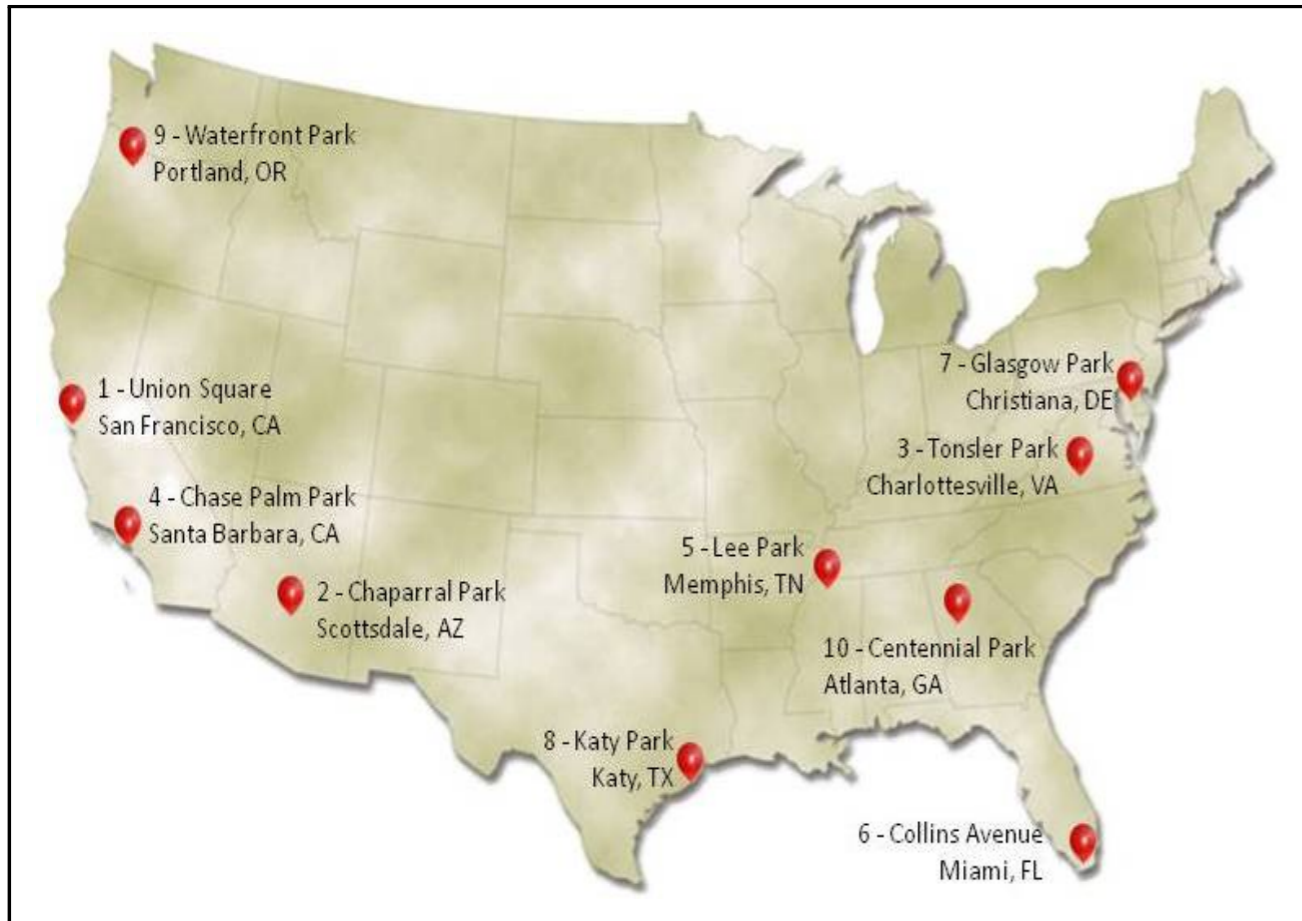 9 - Waterfront Park
Portland, OR
1 - Union Square
San Francisco, CA
4 - Chase Palm Park
Santa Barbara, CA
2 - Chaparral Park
Scottsdale, AZ
7 - Glasgow Park
Christiana, DE
3 - Tonsler Park
Charlottesville, VA
5 - Lee Park
Memphis, TN
10 - Centennial Park
Atlanta, GA
8 - Katy Park
Katy, TX
6 - Collins Avenue
Miami, FL